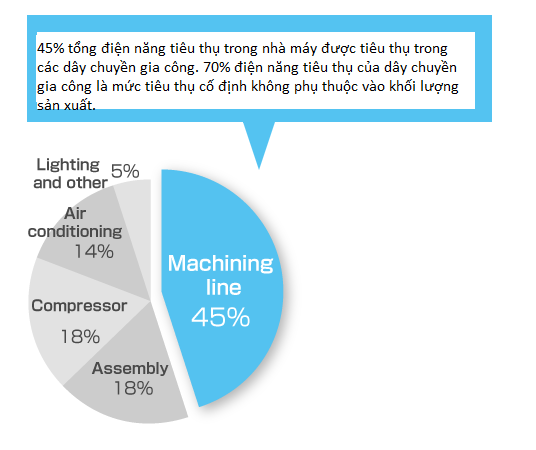 45% tổng điện năng tiêu thụ trong nhà máy được tiêu thụ trong
các dây chuyền gia công. 70% điện năng tiêu thụ của dây chuyền
gia công là mức tiêu thụ cố định không phụ thuộc vào khối lượng
sản xuất.
Lighting
and other
5%
Air
conditioning
14%
Machining
line
45%
Compressor
18%
Assembly
18%